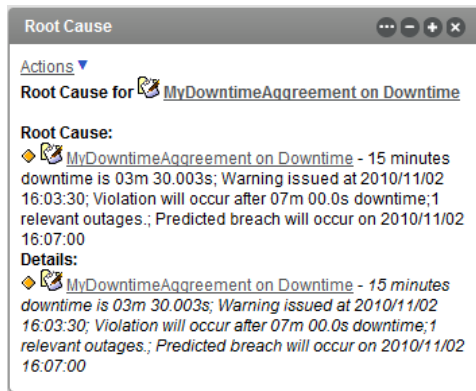 Root Cause
Actions
Root Cause for MyDowntimeAggreement on Downtime
Root Cause:
MyDowntimeAggreement on Downtime - 15 minutes
downtime is 03m 30.003s; Warning issued at 2010/11/02
16:03:30; Violation will occur after 07m 00.0s downtime;1
relevant outages.; Predicted breach will occur on 2010/11/02
16:07:00
Details:
MyDowntimeAggreement on Downtime - 15 minutes
downtime is 03m 30.003s; Warning issued at 2010/11/02
16:03:30; Violation will occur after 07m 00.0s downtime;1
relevant outages.; Predicted breach will occur on 2010/11/02
16:07:00